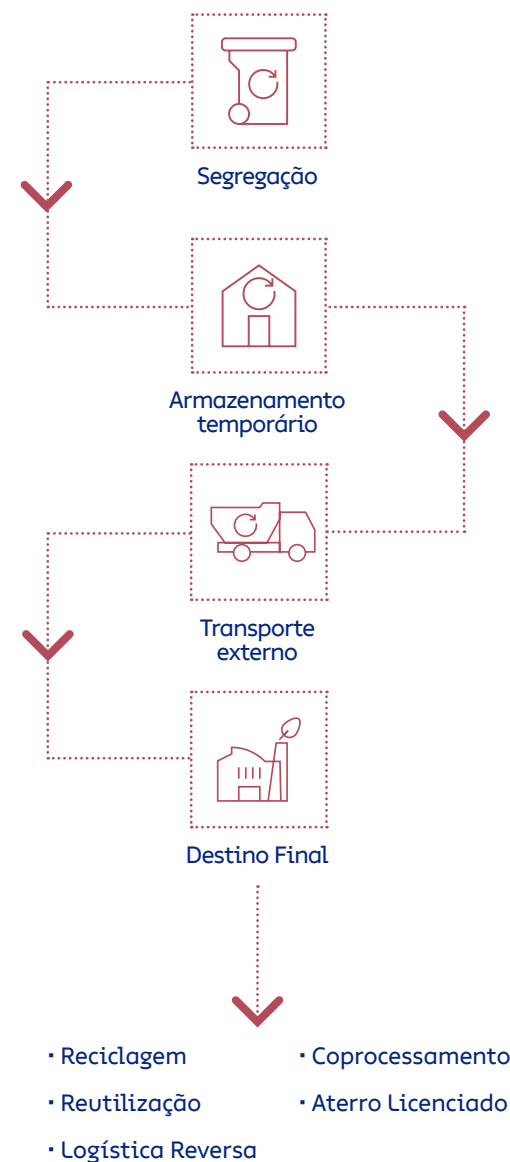 Segregação
Armazenamento
temporário
Transporte
externo
Destino Final
· Reciclagem
· Reutilização
· Logística Reversa
· Coprocessamento
· Aterro Licenciado